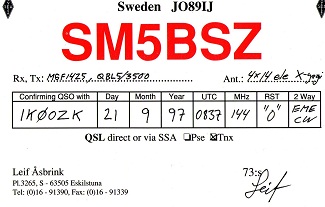 Sweden JO89IJ
SM5BSZ
Rx, Tx: MGF1425, QBL5/3500 Ant.: 4x14 ele X-yagi
Confirming QSO with Day Month Year UTC MHz RST 2 Way
IKØOZK 21 9 97 0837 144 "O" EME CW
QSL direct or via SSA ☐Pse ☑Tnx
Leif Åsbrink 73:s
Pl.3265, S - 63505 Eskilstuna Leif
Tel: (0)16 - 91390, Fax: (0)16 - 91339